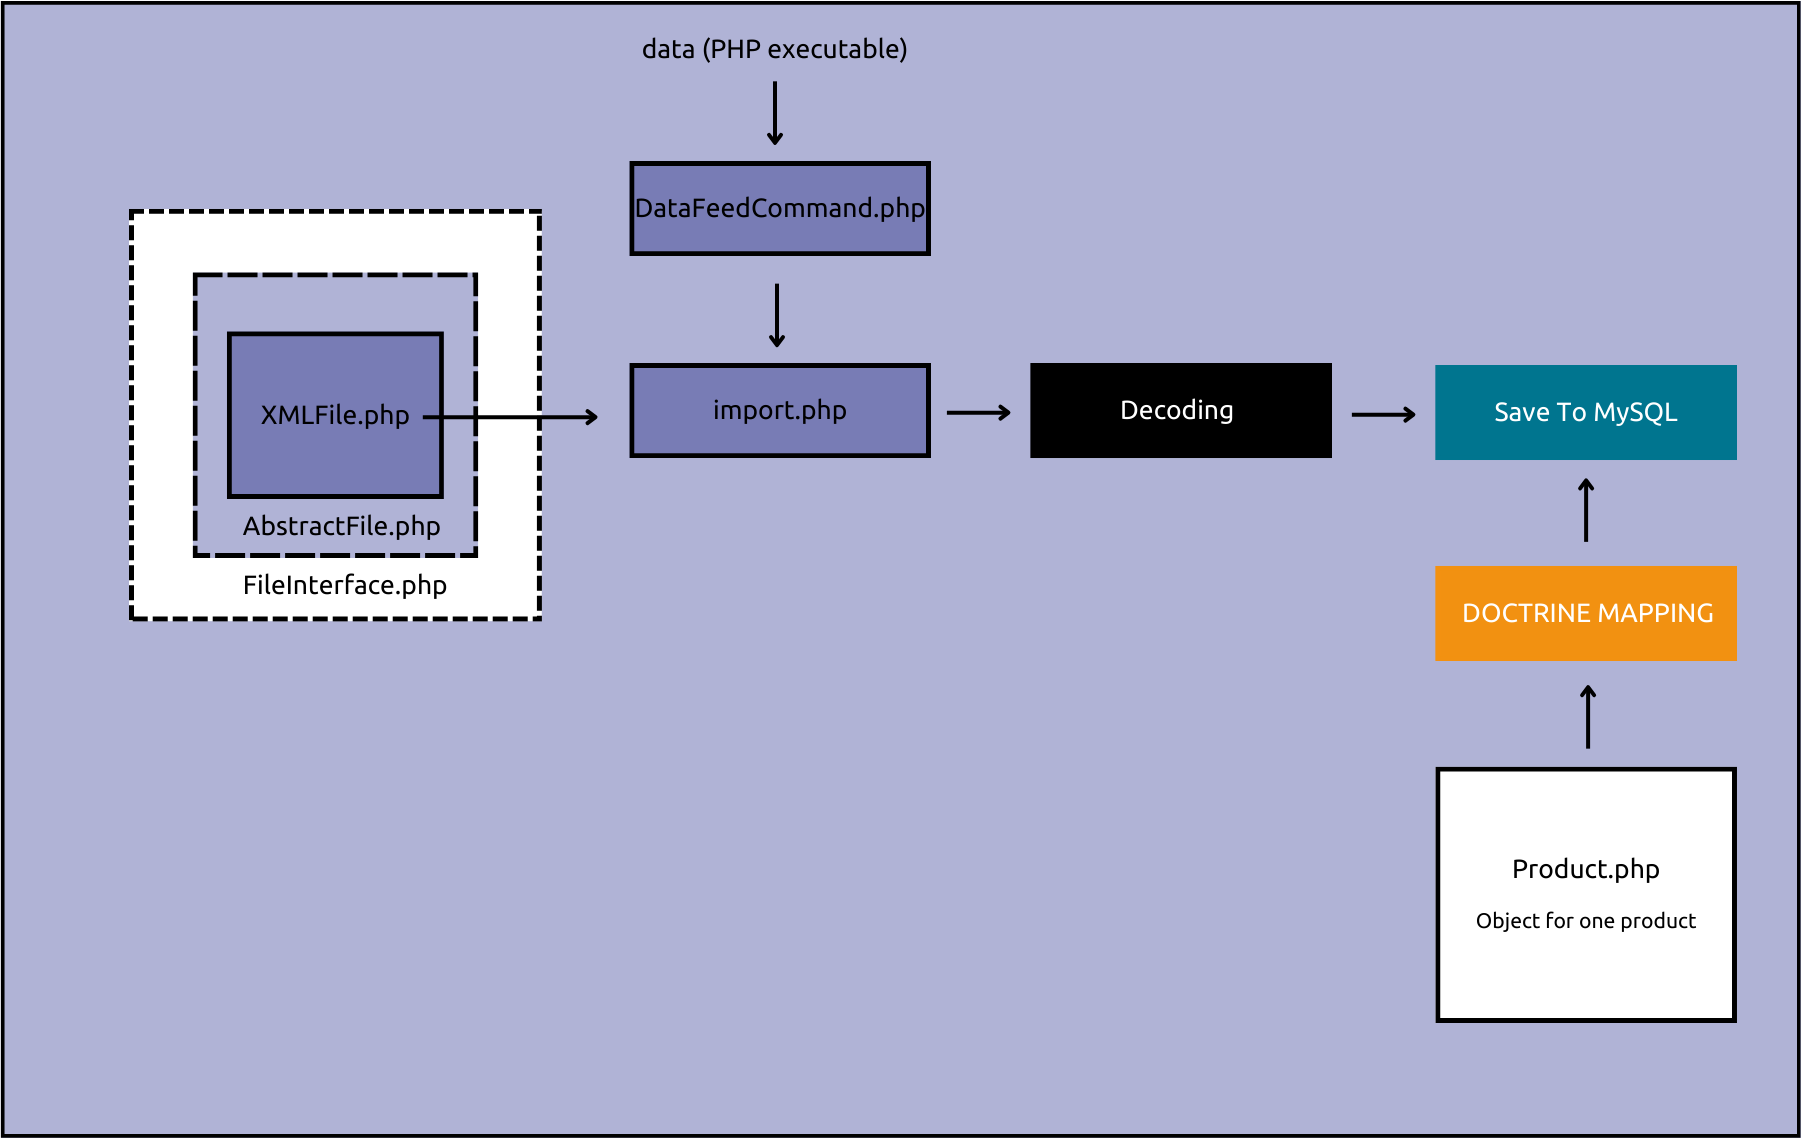 data (PHP executable)
DataFeedCommand.php
XMLFile.php
import.php
Decoding
Save To MySQL
AbstractFile.php
FileInterface.php
DOCTRINE MAPPING
Product.php
Object for one product